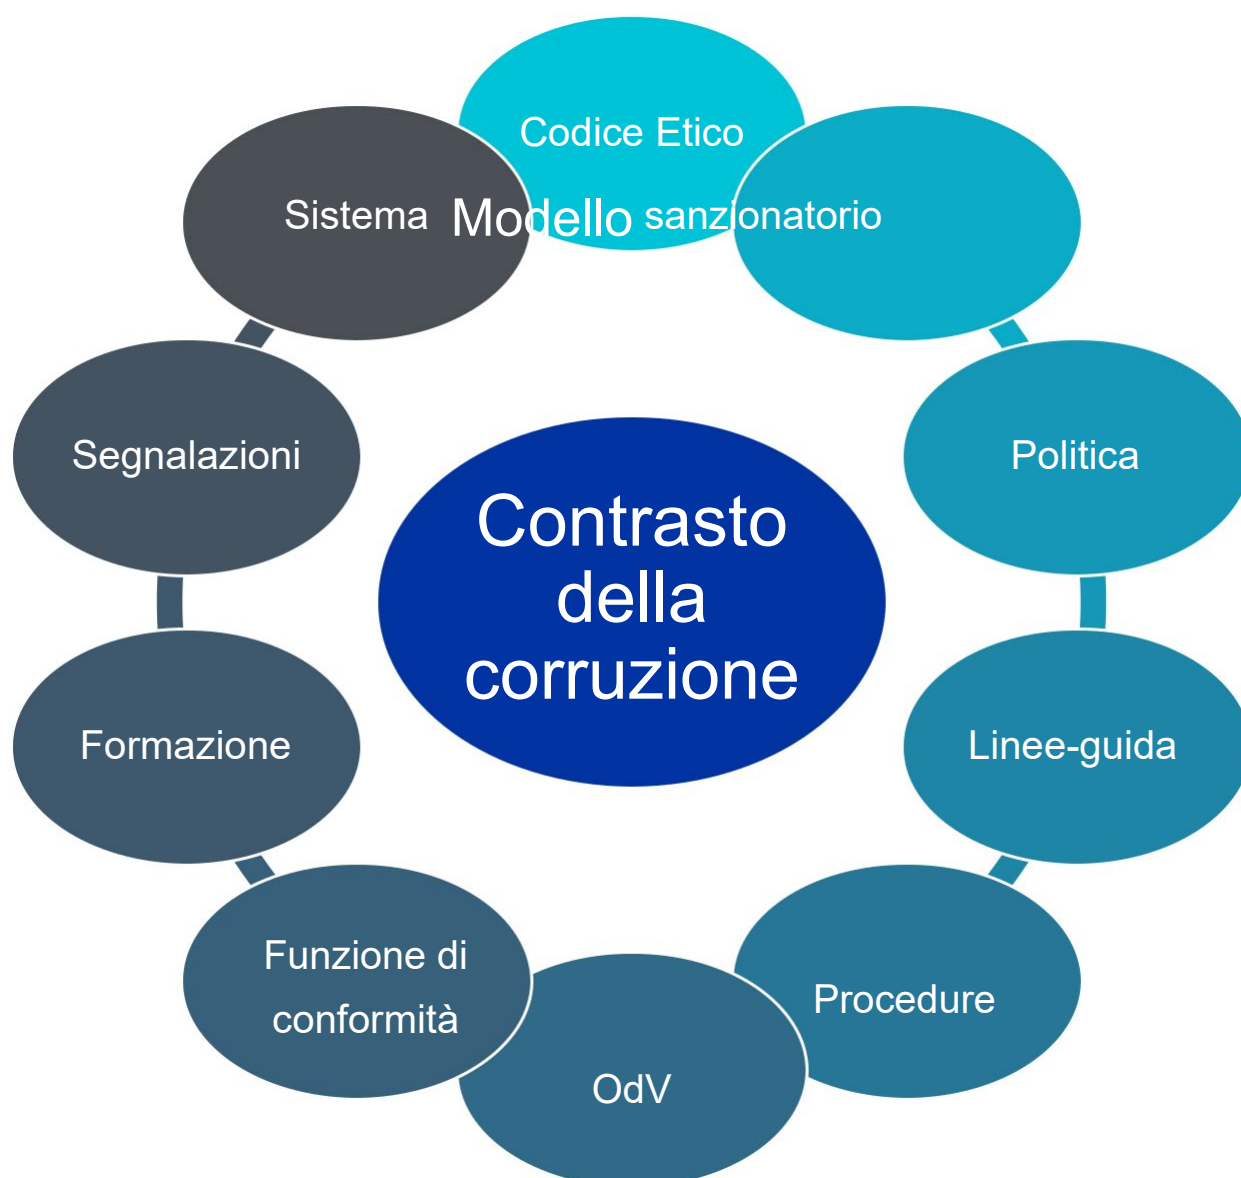 Codice Etico
Sistema Modello sanzionatorio
Segnalazioni
Politica
Contrasto
della
corruzione
Formazione
Linee-guida
Funzione di
conformità
Procedure
OdV